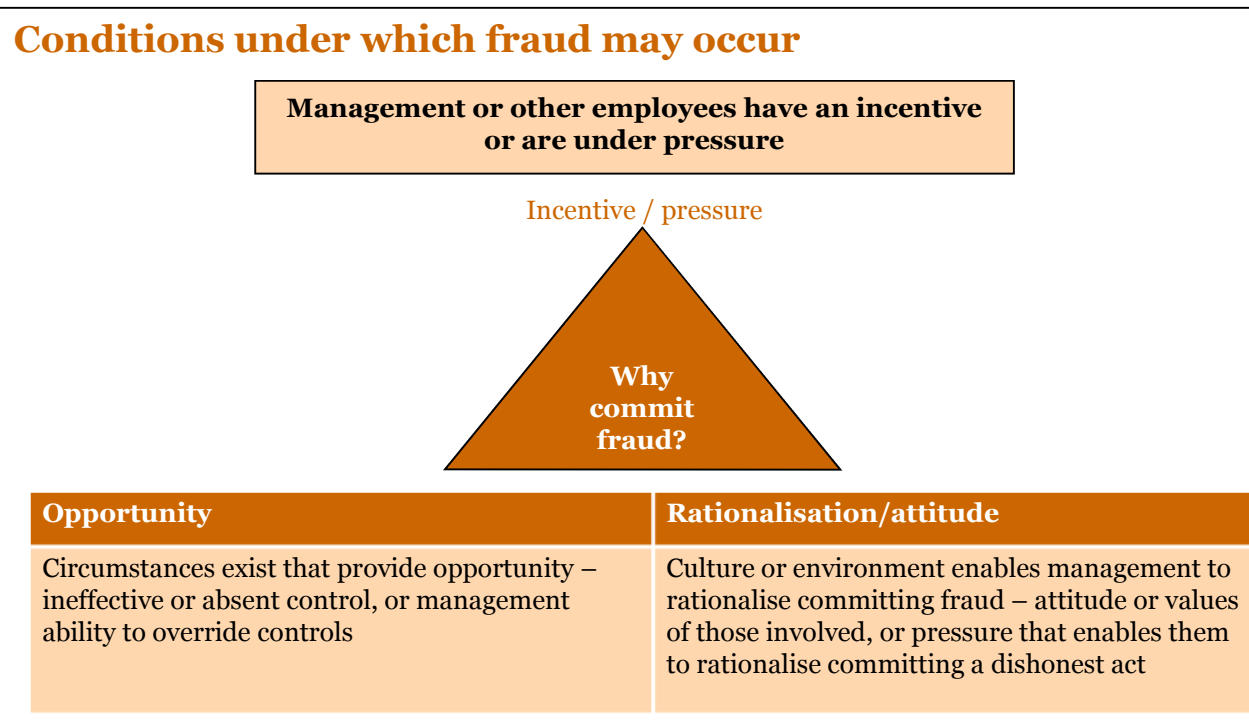 Conditions under which fraud may occur
Management or other employees have an incentive
or are under pressure
Incentive / pressure
Why
commit
fraud?
Opportunity
Rationalisation/attitude
Circumstances exist that provide opportunity –
ineffective or absent control, or management
ability to override controls
Culture or environment enables management to
rationalise committing fraud – attitude or values
of those involved, or pressure that enables them
to rationalise committing a dishonest act